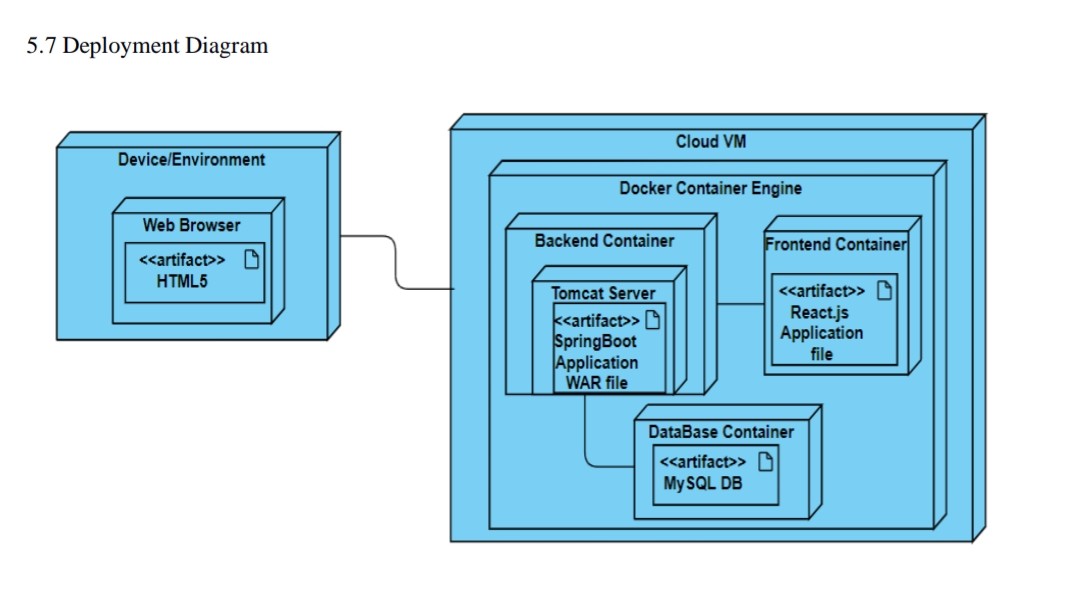 5.7 Deployment Diagram
Device/Environment
Web Browser
<<artifact>>
HTML5
Cloud VM
Docker Container Engine
Backend Container
Tomcat Server
<<artifact>>
SpringBoot
Application
WAR file
Frontend Container
<<artifact>>
React.js
Application
file
DataBase Container
<<artifact>>
MySQL DB